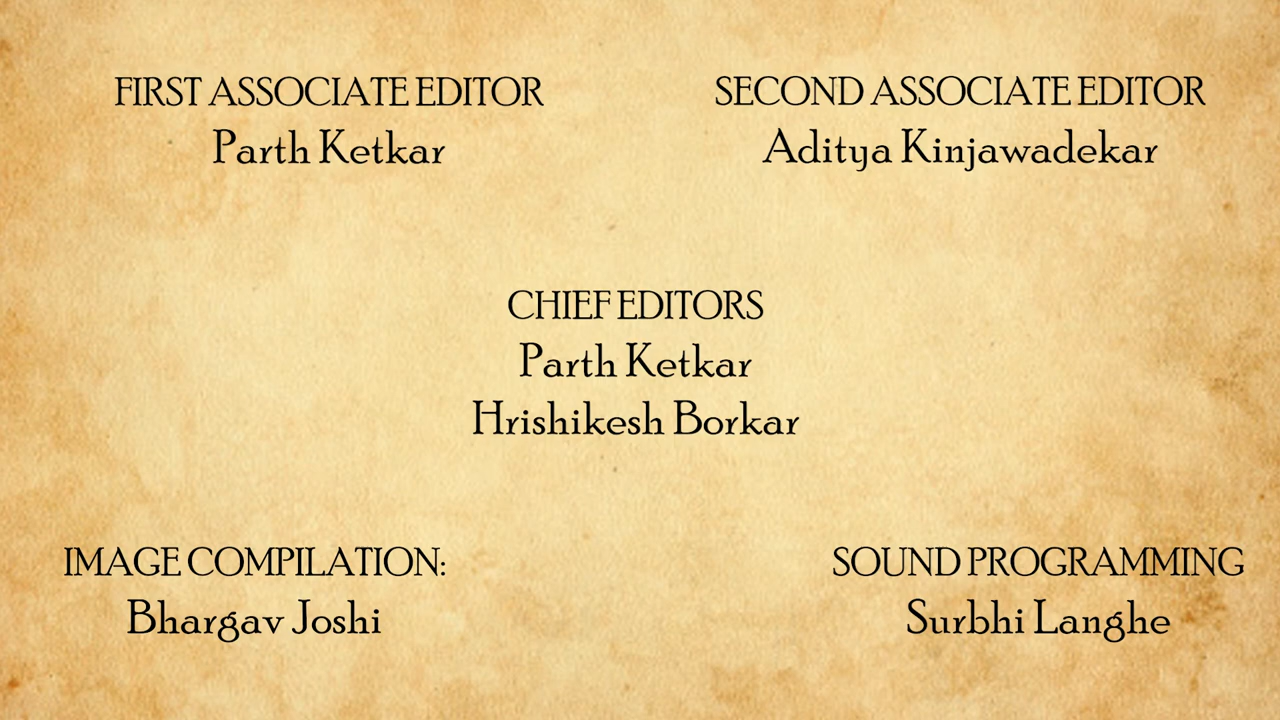 FIRST ASSOCIATE EDITOR
Parth Ketkar
SECOND ASSOCIATE EDITOR
Aditya Kinjawadekar
CHIEF EDITORS
Parth Ketkar
Hrishikesh Borkar
IMAGE COMPILATION:
Bhargav Joshi
SOUND PROGRAMMING
Surbhi Langhe